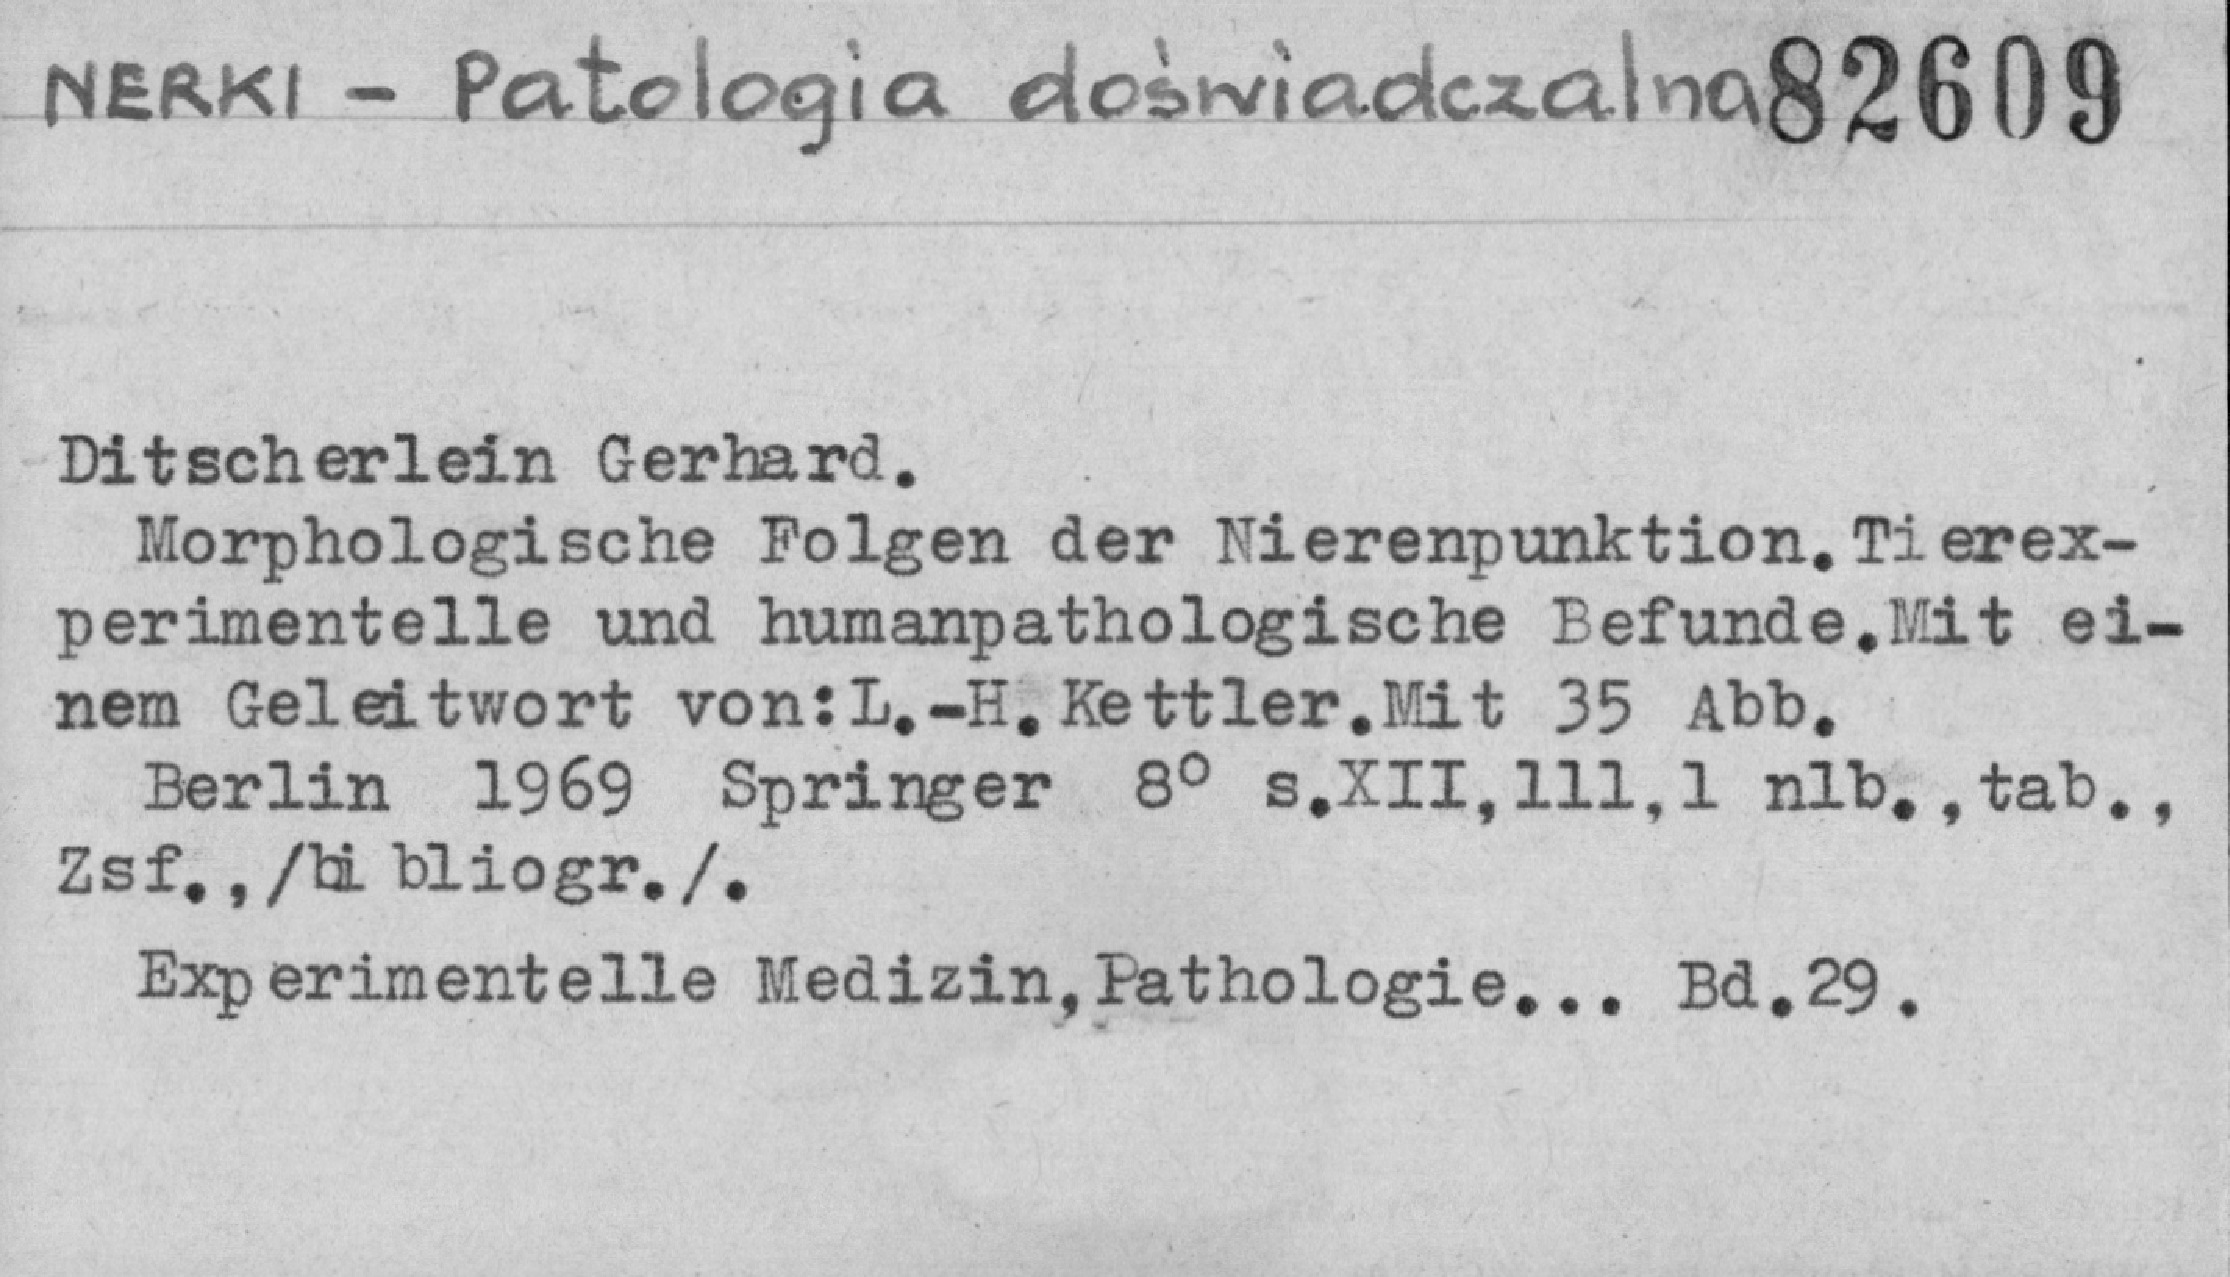 NERKI - Patologia doświadczalna 82609
Ditscherlein Gerhard.
Morphologische Folgen der Nierenpunktion.Tierex-
perimentelle und humanpathologische Befunde.Mit ei-
nem Geleitwort von:L.-H.Kettler.Mit 35 Abb.
Berlin 1969 Springer 8° s.XII,111,1 nlb.,tab.,
Zsf.,/bibliogr./.
Experimentelle Medizin,Pathologie... Bd.29.